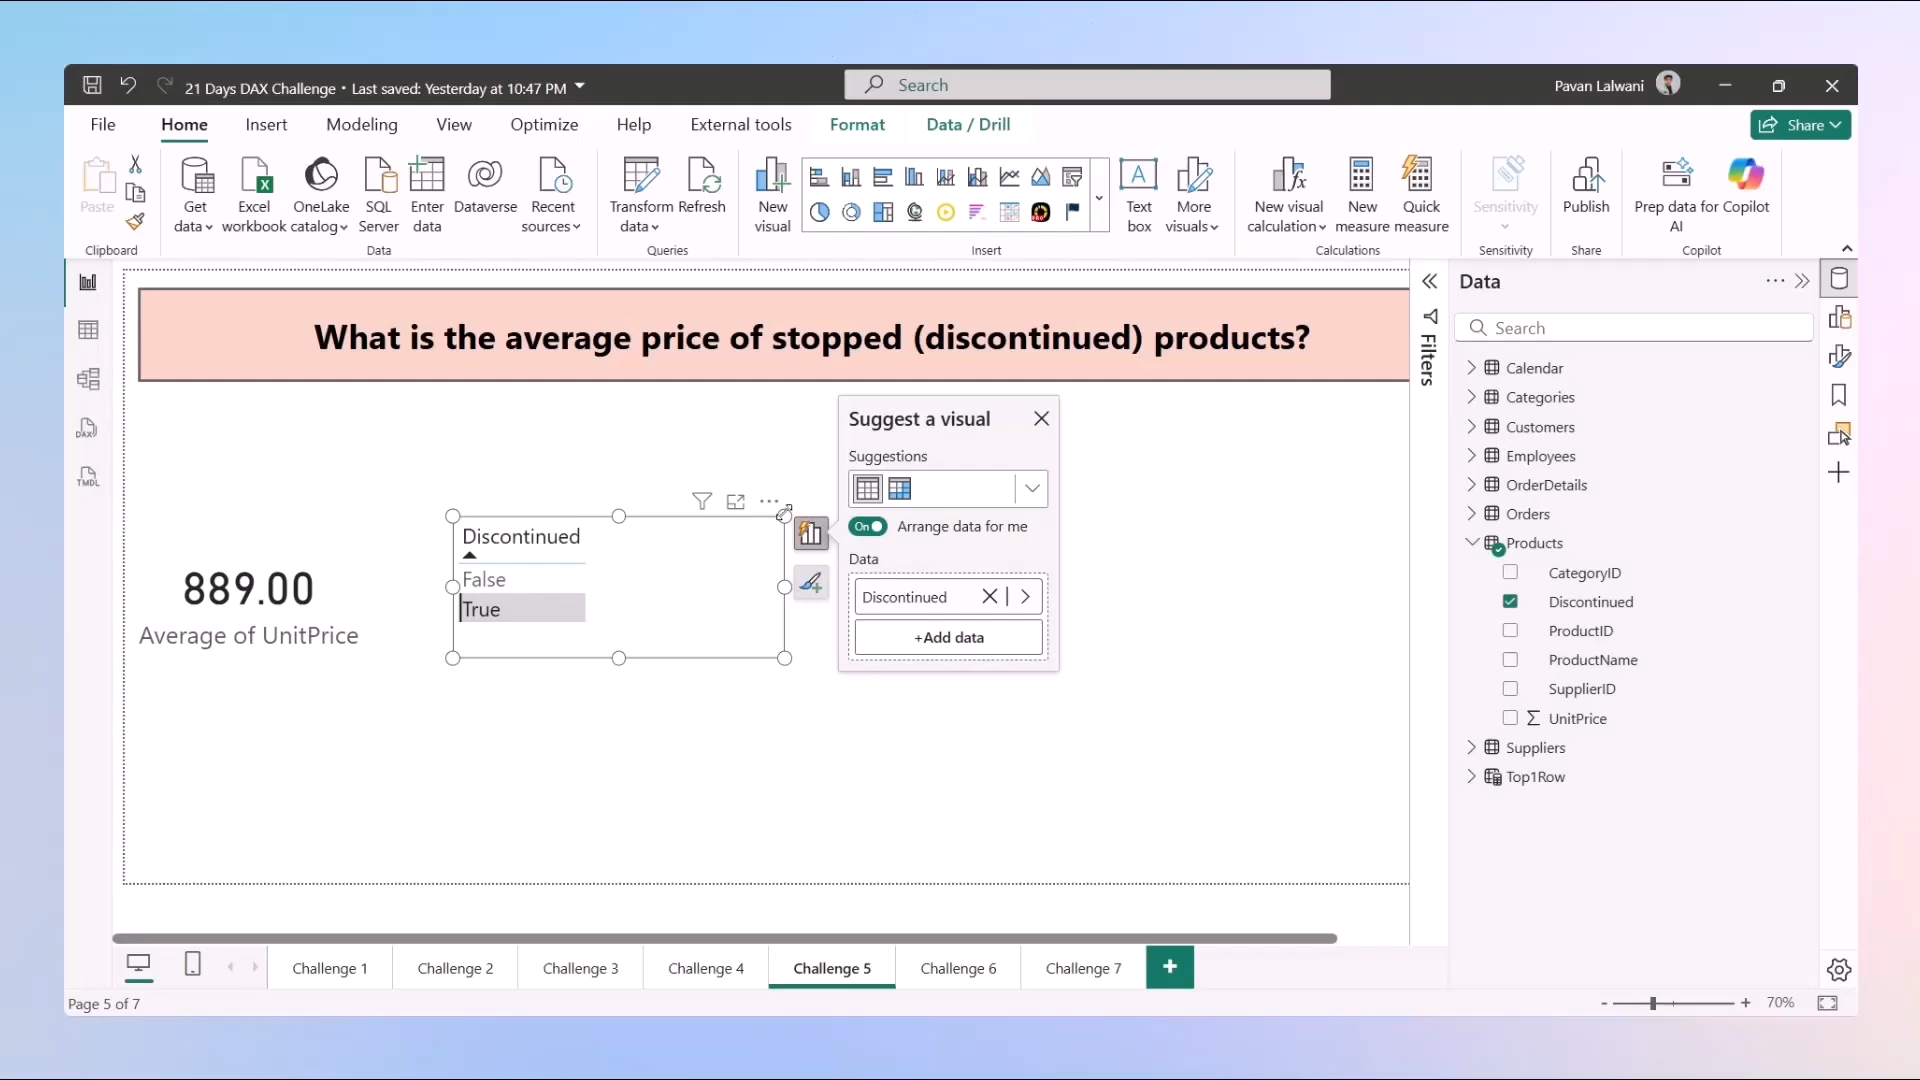 21 Days DAX Challenge • Last saved: Yesterday at 10:47 PM
Search
Pavan Lalwani
File
Home
Insert
Modeling
View
Optimize
Help
External tools
Format
Data / Drill
Share
Paste
Get
data
Excel
workbook
OneLake
catalog
SQL
Server
Enter
data
Dataverse
Recent
sources
Transform
data
Refresh
New
visual
Text
box
More
visuals
New visual
calculation
New
measure
Quick
measure
Sensitivity
Publish
Prep data for
AI
Copilot
Clipboard
Data
Queries
Insert
Calculations
Sensitivity
Share
Copilot
DAX
TMDL
What is the average price of stopped (discontinued) products?
889.00
Average of UnitPrice
Discontinued
False
True
Suggest a visual
Suggestions
On
Arrange data for me
Data
Discontinued
+Add data
Filters
Data
Search
Calendar
Categories
Customers
Employees
OrderDetails
Orders
Products
CategoryID
Discontinued
ProductID
ProductName
SupplierID
UnitPrice
Suppliers
Top1Row
Challenge 1
Challenge 2
Challenge 3
Challenge 4
Challenge 5
Challenge 6
Challenge 7
Page 5 of 7
70%